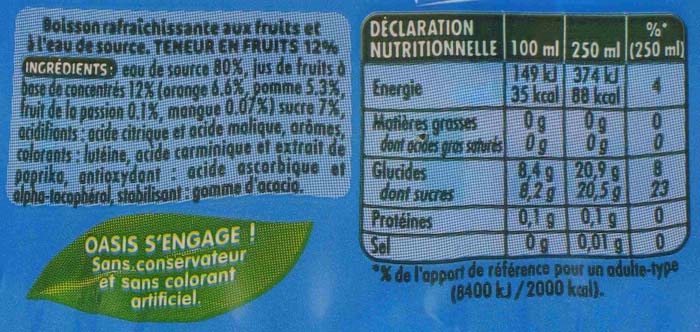 Boisson rafraîchissante aux fruits et
à l'eau de source. TENEUR EN FRUITS 12%
INGRÉDIENTS: eau de source 80%, jus de fruits à
base de concentrés 12% (orange 6.6%, pomme 5.3%,
fruit de la passion 0.1%, mangue 0.07%) sucre 7%,
acidifiants : acide citrique et acide malique, arômes,
colorants : lutéine, acide carminique et extrait de
paprika, antioxydant : acide ascorbique et
alpha-tocophérol, stabilisant : gomme d'acacia.
OASIS S'ENGAGE !
Sans conservateur
et sans colorant
artificiel.
DÉCLARATION
NUTRITIONNELLE 100 ml 250 ml %* (250 ml)
Energie 149 kJ 374 kJ 4
35 kcal 88 kcal
Matières grasses 0 g 0 g 0
dont acides gras saturés 0 g 0 g 0
Glucides 8,4 g 20,9 g 8
dont sucres 8,2 g 20,5 g 23
Protéines 0,1 g 0,1 g 0
Sel 0 g 0,01 g 0
*% de l'apport de référence pour un adulte-type
(8400 kJ / 2000 kcal).